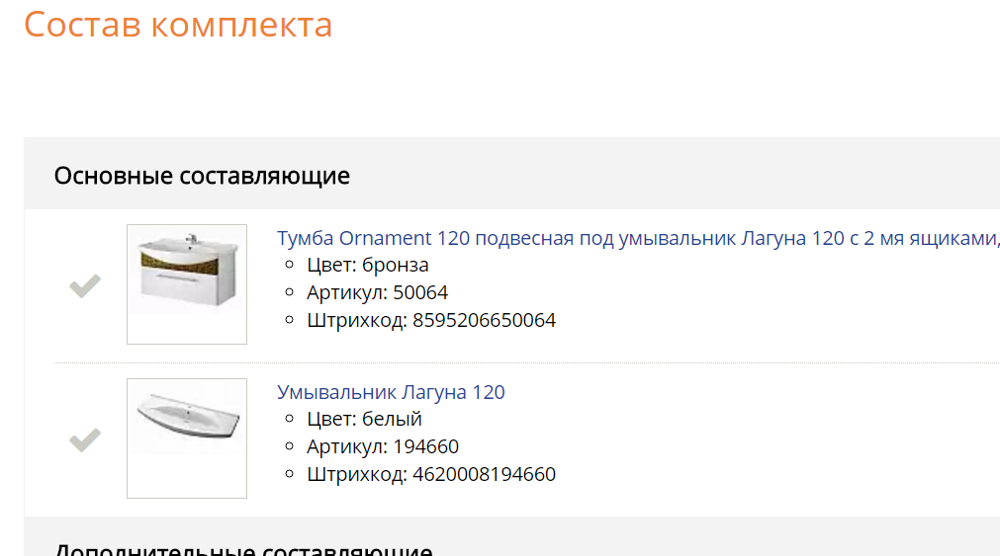 Состав комплекта
Основные составляющие
Тумба Ornament 120 подвесная под умывальник Лагуна 120 с 2 мя ящиками,
Цвет: бронза
Артикул: 50064
Штрихкод: 8595206650064
Умывальник Лагуна 120
Цвет: белый
Артикул: 194660
Штрихкод: 4620008194660
Дополнительные составляющие